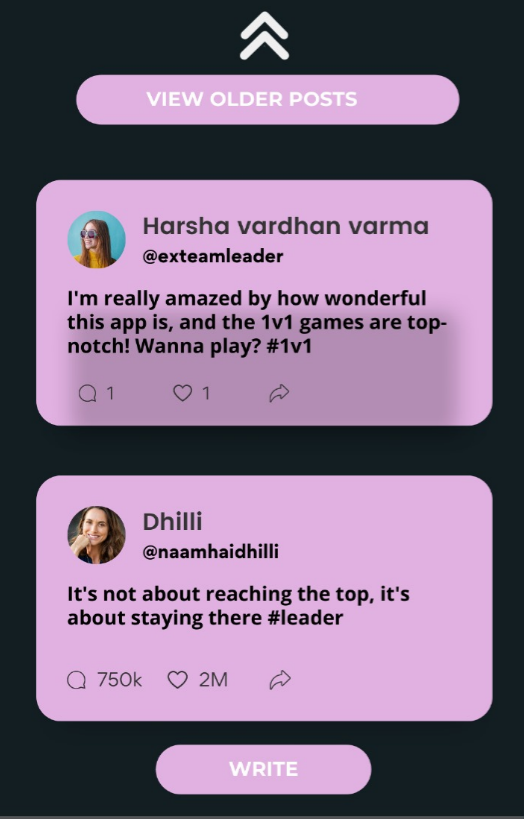 VIEW OLDER POSTS
Harsha vardhan varma
@exteamleader
I'm really amazed by how wonderful
this app is, and the 1v1 games are top-
notch! Wanna play? #1v1
1 1
Dhilli
@naamhaidhilli
It's not about reaching the top, it's
about staying there #leader
750k 2M
WRITE